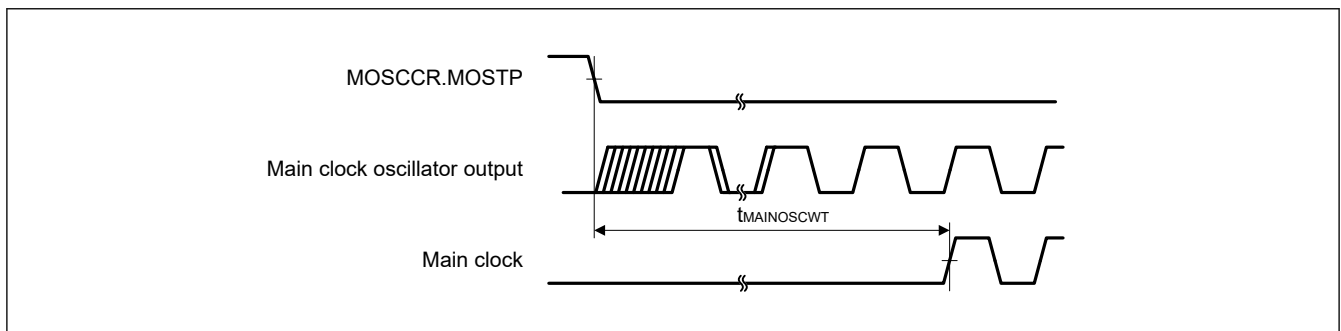 MOSCCR.MOSTP
Main clock oscillator output
tMAINOSCWT
Main clock